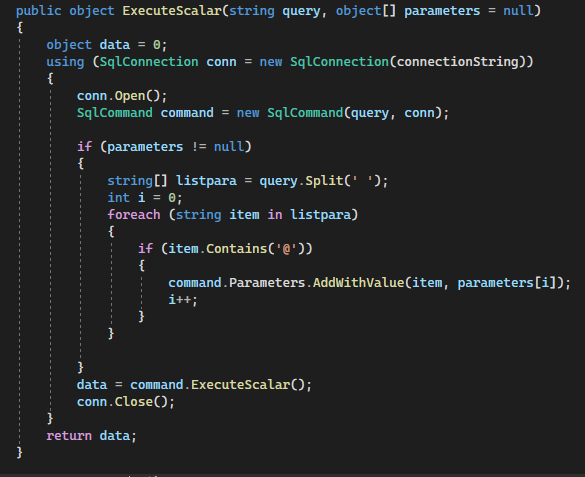 public object ExecuteScalar(string query, object[] parameters = null)
{
object data = 0;
using (SqlConnection conn = new SqlConnection(connectionString))
{
conn.Open();
SqlCommand command = new SqlCommand(query, conn);
if (parameters != null)
{
string[] listpara = query.Split(' ');
int i = 0;
foreach (string item in listpara)
{
if (item.Contains('@'))
{
command.Parameters.AddWithValue(item, parameters[i]);
i++;
}
}
}
data = command.ExecuteScalar();
conn.Close();
}
return data;
}